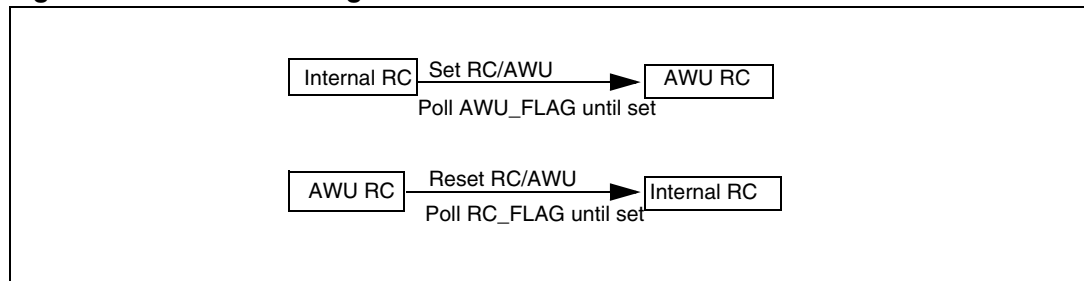 Internal RC
Set RC/AWU
AWU RC
Poll AWU_FLAG until set
AWU RC
Reset RC/AWU
Internal RC
Poll RC_FLAG until set